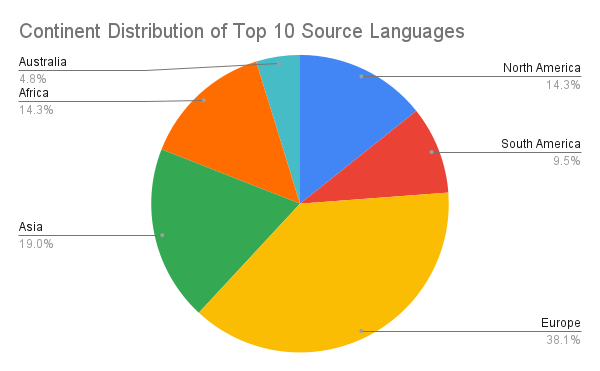 Continent Distribution of Top 10 Source Languages
Australia
4.8%
Africa
14.3%
North America
14.3%
South America
9.5%
Asia
19.0%
Europe
38.1%